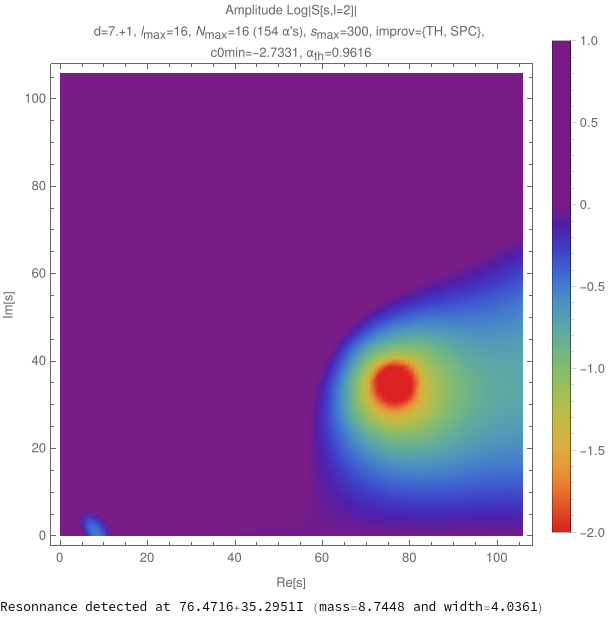 Amplitude Log|S[s,l=2]|
d=7.+1, lmax=16, Nmax=16 (154 α's), smax=300, improv={TH, SPC},
c0min=-2.7331, αth=0.9616
1.0
0.5
0.
-0.5
-1.0
-1.5
-2.0
100
80
60
40
20
0
Im[s]
0 20 40 60 80 100
Re[s]
Resonnance detected at 76.4716+35.2951I (mass=8.7448 and width=4.0361)